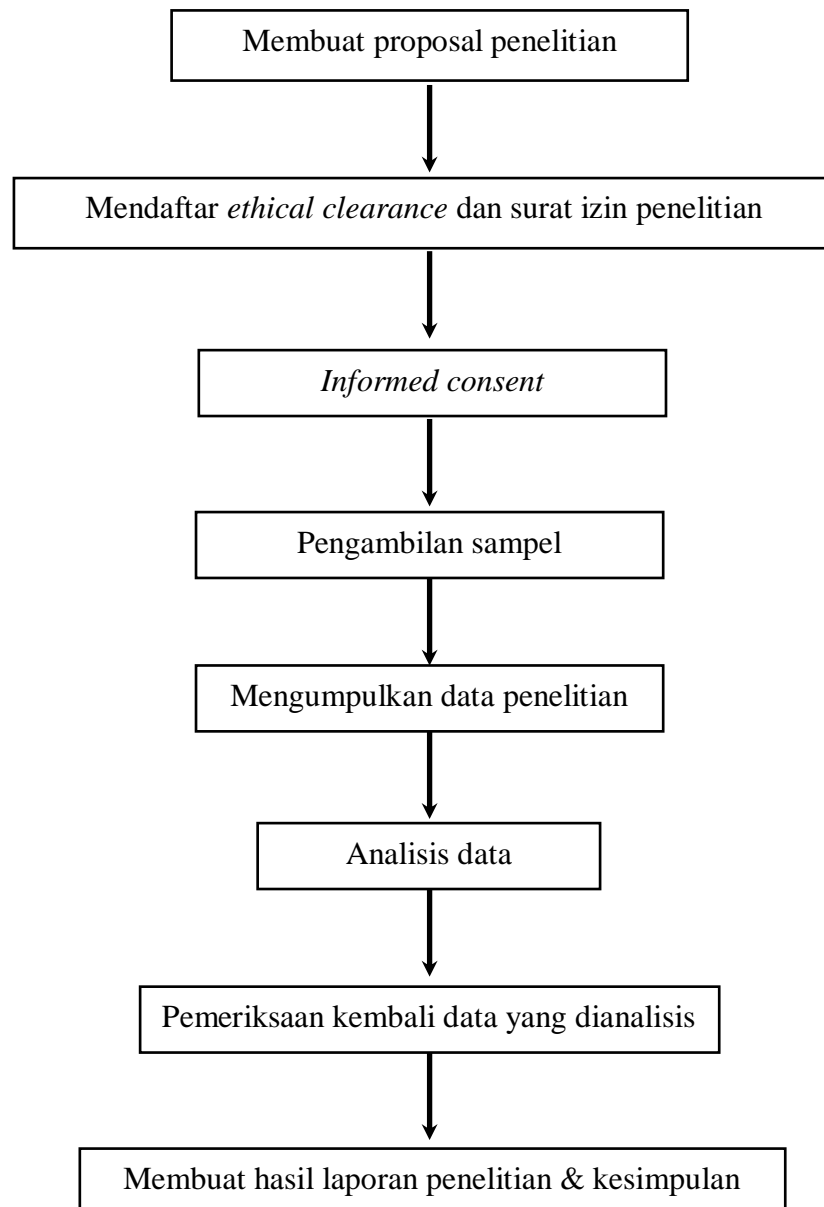 Membuat proposal penelitian
Mendaftar ethical clearance dan surat izin penelitian
Informed consent
Pengambilan sampel
Mengumpulkan data penelitian
Analisis data
Pemeriksaan kembali data yang dianalisis
Membuat hasil laporan penelitian & kesimpulan